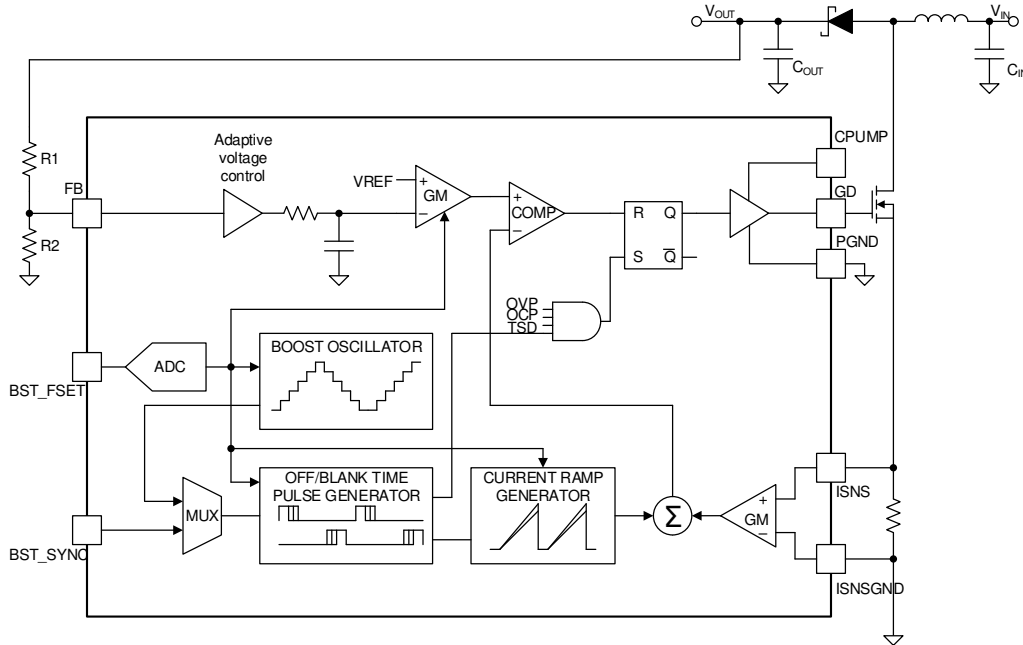 VOUT
VIN
COUT
CIN
CPUMP
Adaptive
voltage
control
R1
FB
VREF
+
GM
−
+
COMP
−
R Q
S Q̅
GD
R2
PGND
OVP
OCP
TSD
BOOST OSCILLATOR
ADC
BST_FSET
OFF/BLANK TIME
PULSE GENERATOR
CURRENT RAMP
GENERATOR
ISNS
MUX
Σ
+
GM
−
BST_SYNC
ISNSGND